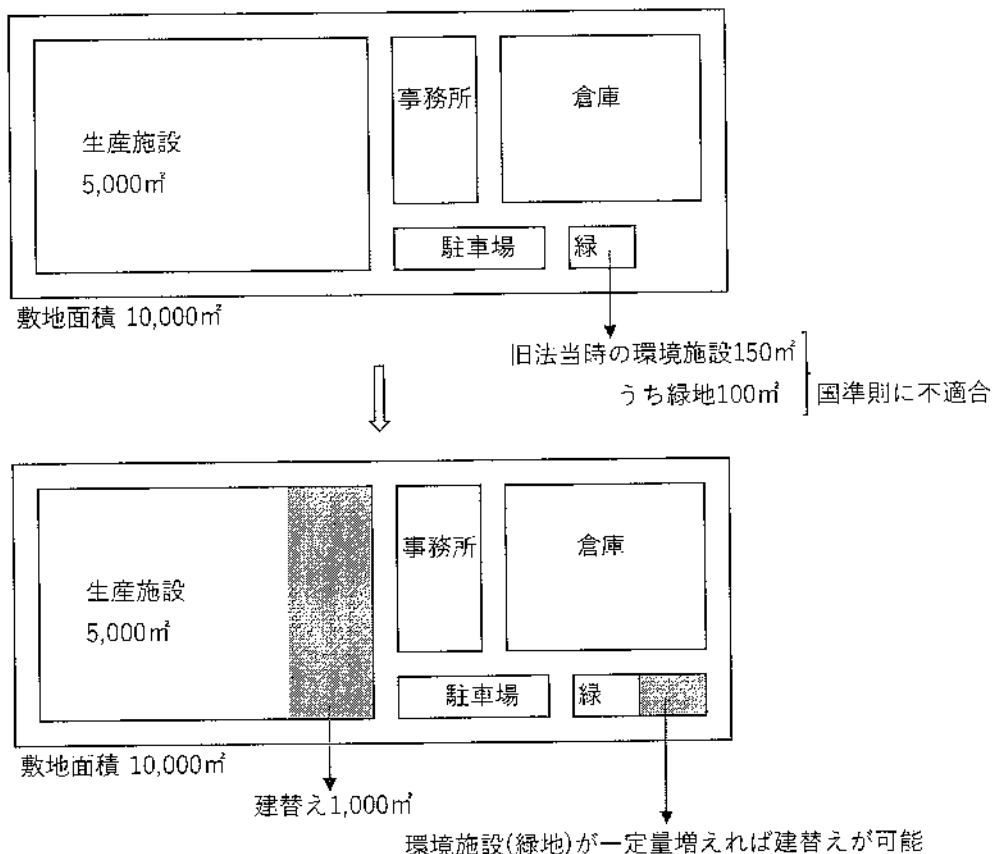 事務所
倉庫
生産施設
5,000㎡
駐車場
緑
敷地面積 10,000㎡
旧法当時の環境施設150㎡
うち緑地100㎡
国準則に不適合
事務所
倉庫
生産施設
5,000㎡
駐車場
緑
敷地面積 10,000㎡
建替え1,000㎡
環境施設(緑地)が一定量増えれば建替えが可能